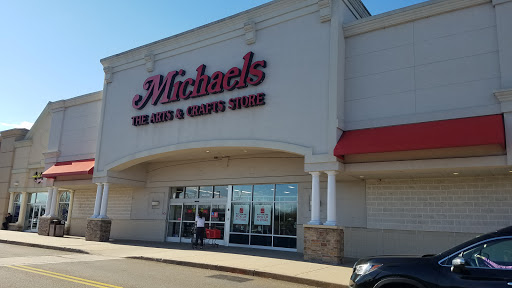 Michaels
THE ARTS & CRAFTS STORE